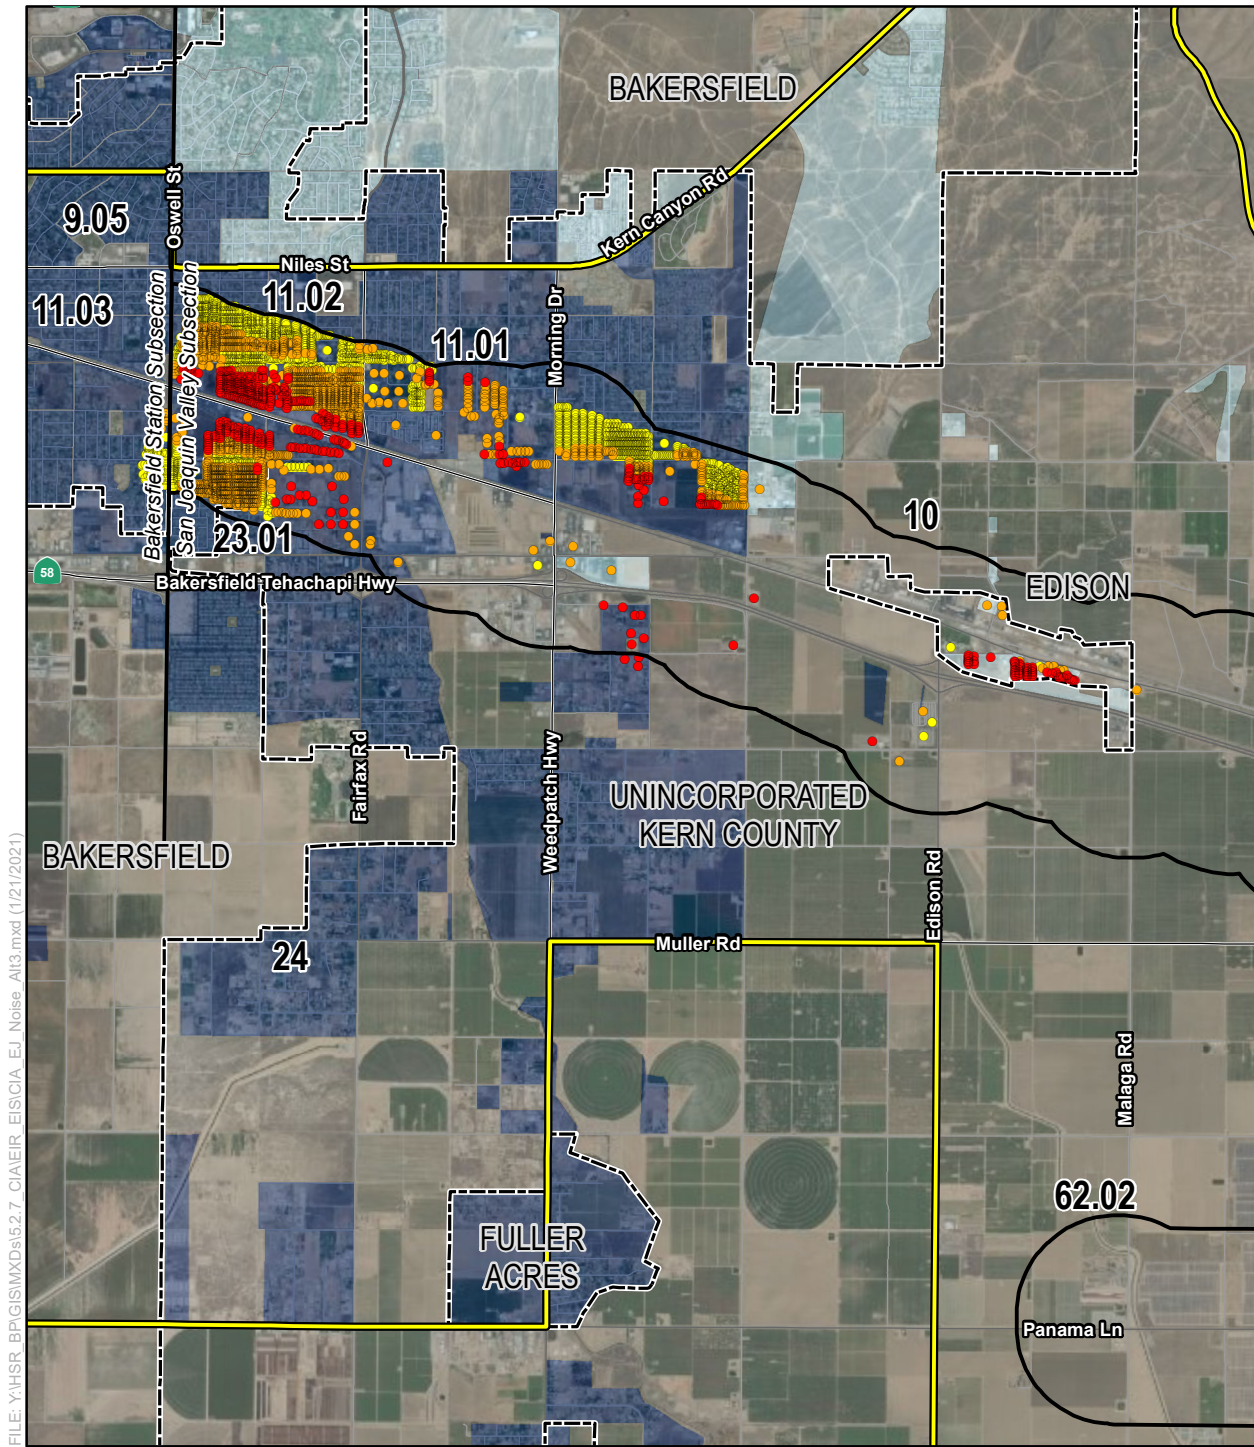 BAKERSFIELD
Kern Canyon Rd
Oswell St
9.05
Niles St
11.02
11.03
11.01
Morning Dr
Bakersfield Station Subsection
San Joaquin Valley Subsection
10
23.01
58
Bakersfield Tehachapi Hwy
EDISON
Fairfax Rd
Weedpatch Hwy
UNINCORPORATED
KERN COUNTY
BAKERSFIELD
Edison Rd
24
Muller Rd
Malaga Rd
62.02
FULLER
ACRES
Panama Ln
FILE: Y:\HSR_BP\GIS\MXDs\5.2.7_CIA\EIR_EIS\CIA_EJ_Noise_Alt3.mxd (1/21/2021)